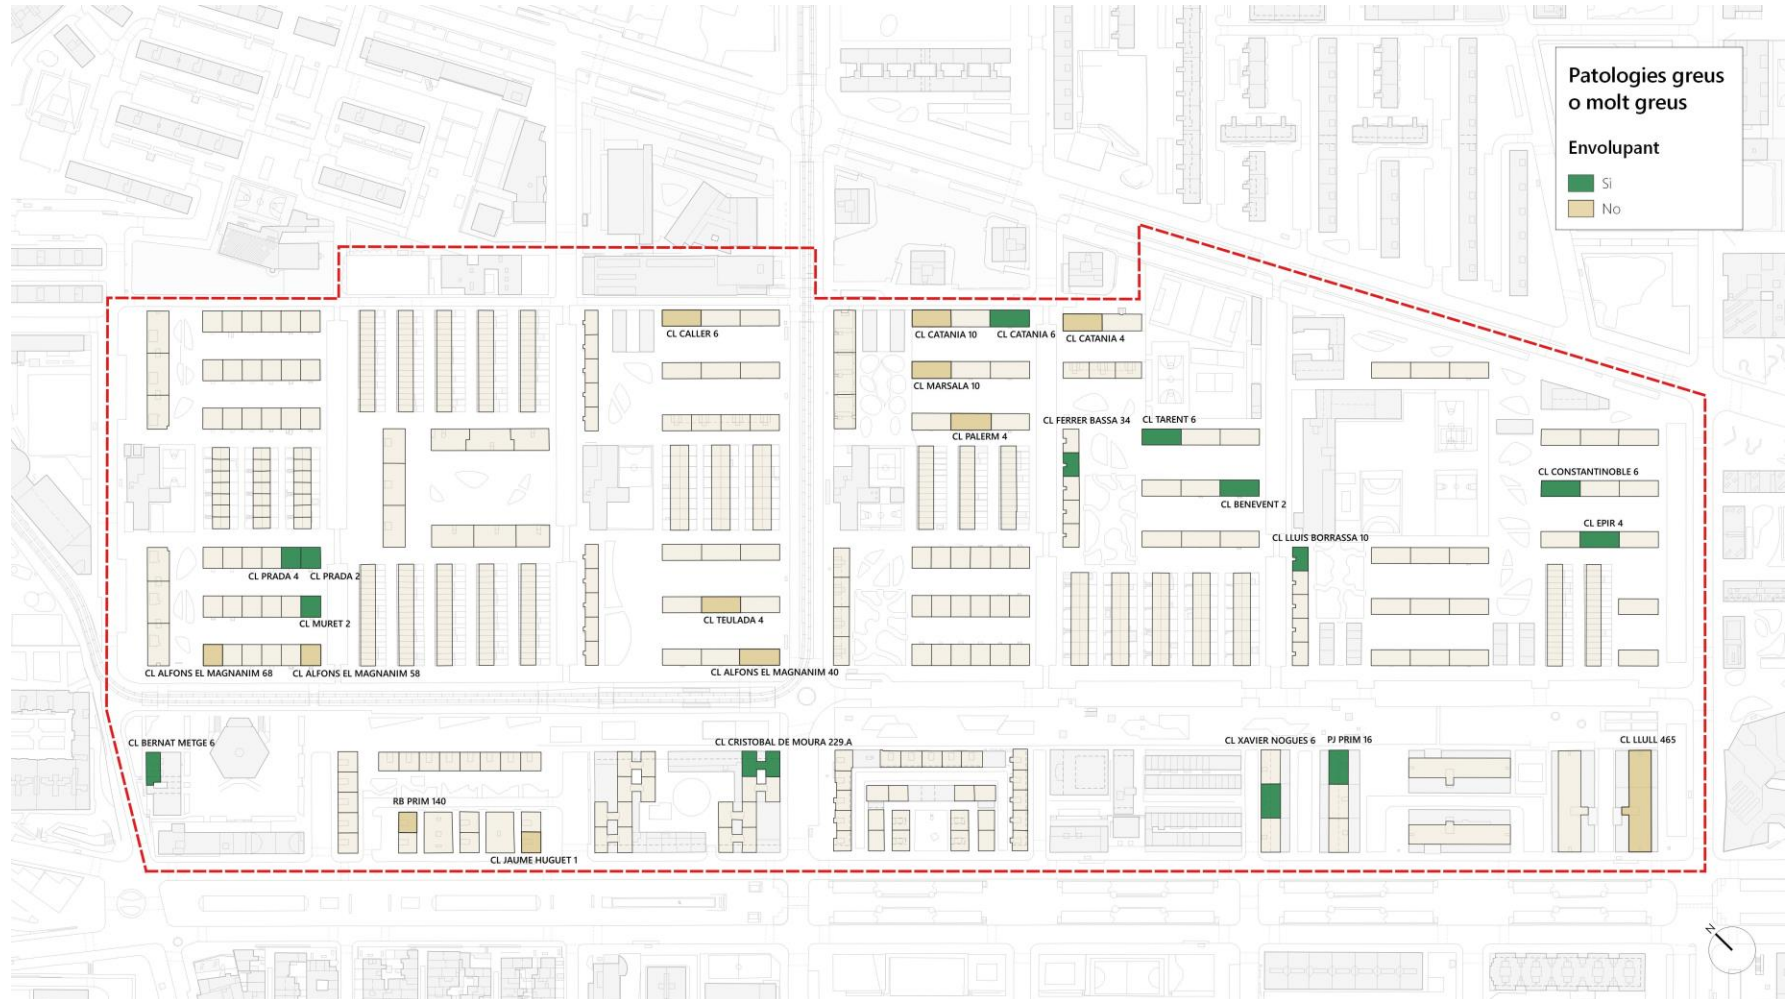 Patologies greus
o molt greus
Envolupant
Si
No
CL CALLER 6
CL CATANIA 10
CL CATANIA 6
CL CATANIA 4
CL MARSALA 10
CL FERRER BASSA 34
CL TARENT 6
CL PALERM 4
CL CONSTANTINOBLE 6
CL BENEVENT 2
CL EPIR 4
CL LLUIS BORRASSA 10
CL PRADA 4
CL PRADA 2
CL MURET 2
CL TEULADA 4
CL ALFONS EL MAGNANIM 68
CL ALFONS EL MAGNANIM 58
CL ALFONS EL MAGNANIM 40
CL BERNAT METGE 6
CL CRISTOBAL DE MOURA 229.A
CL XAVIER NOGUES 6
PJ PRIM 16
CL LLULL 465
RB PRIM 140
CL JAUME HUGUET 1
N